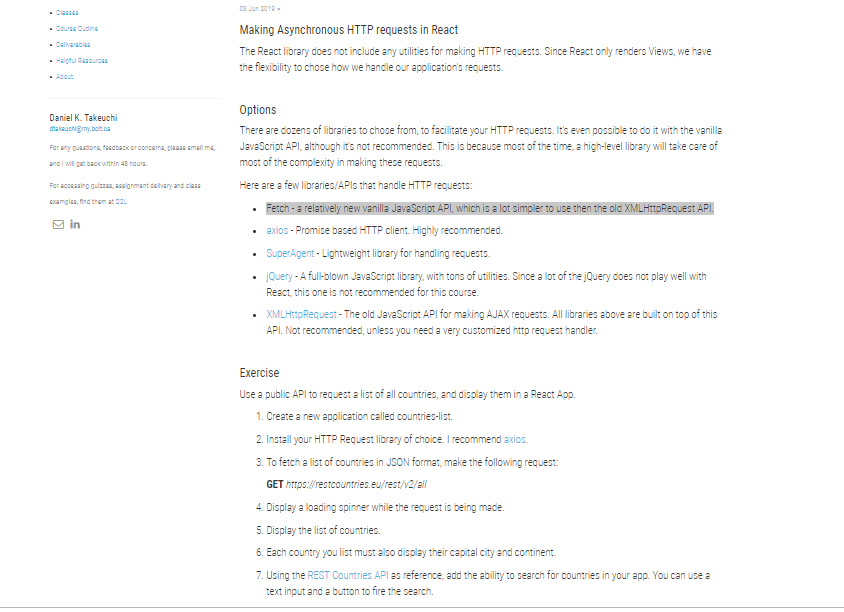 Classes
Course Outline
Deliverables
Helpful Resources
About
Daniel K. Takeuchi
dtakeuchi@my.bcit.ca
For any questions, feedback or concerns, please email me,
and I will get back within 48 hours.
For accessing quizzes, assignment delivery and class
examples, find them at D2L
03 Jun 2019 »
Making Asynchronous HTTP requests in React
The React library does not include any utilities for making HTTP requests. Since React only renders Views, we have
the flexibility to chose how we handle our application's requests.
Options
There are dozens of libraries to chose from, to facilitate your HTTP requests. It's even possible to do it with the vanilla
JavaScript API, although it's not recommended. This is because most of the time, a high-level library will take care of
most of the complexity in making these requests.
Here are a few libraries/APIs that handle HTTP requests:
Fetch - a relatively new vanilla JavaScript API, which is a lot simpler to use then the old XMLHttpRequest API.
axios - Promise based HTTP client. Highly recommended.
SuperAgent - Lightweight library for handling requests.
jQuery - A full-blown JavaScript library, with tons of utilities. Since a lot of the jQuery does not play well with
React, this one is not recommended for this course.
XMLHttpRequest - The old JavaScript API for making AJAX requests. All libraries above are built on top of this
API. Not recommended, unless you need a very customized http request handler.
Exercise
Use a public API to request a list of all countries, and display them in a React App.
1. Create a new application called countries-list.
2. Install your HTTP Request library of choice. I recommend axios.
3. To fetch a list of countries in JSON format, make the following request:
GET https://restcountries.eu/rest/v2/all
4. Display a loading spinner while the request is being made.
5. Display the list of countries.
6. Each country you list must also display their capital city and continent.
7. Using the REST Countries API as reference, add the ability to search for countries in your app. You can use a
text input and a button to fire the search.